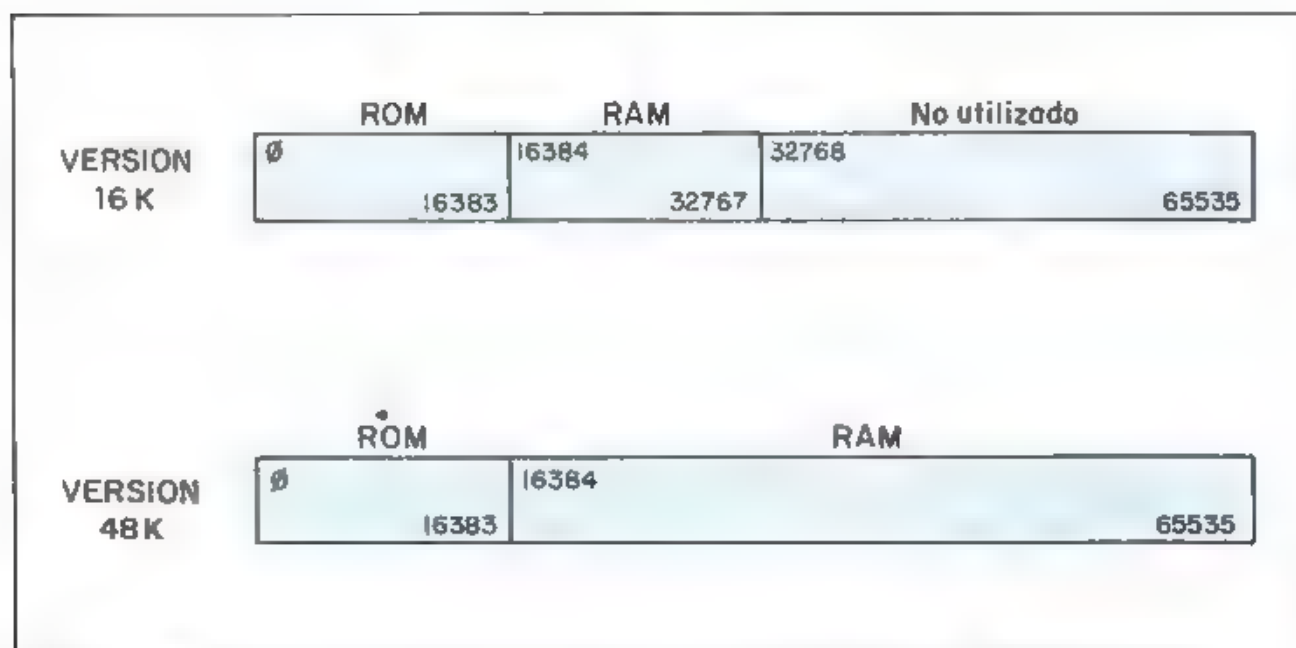 ROM RAM No utilizado
VERSION
16 K
Ø 16384 32768
16383 32767 65535
ROM RAM
VERSION
48 K
Ø 16384
16383 65535